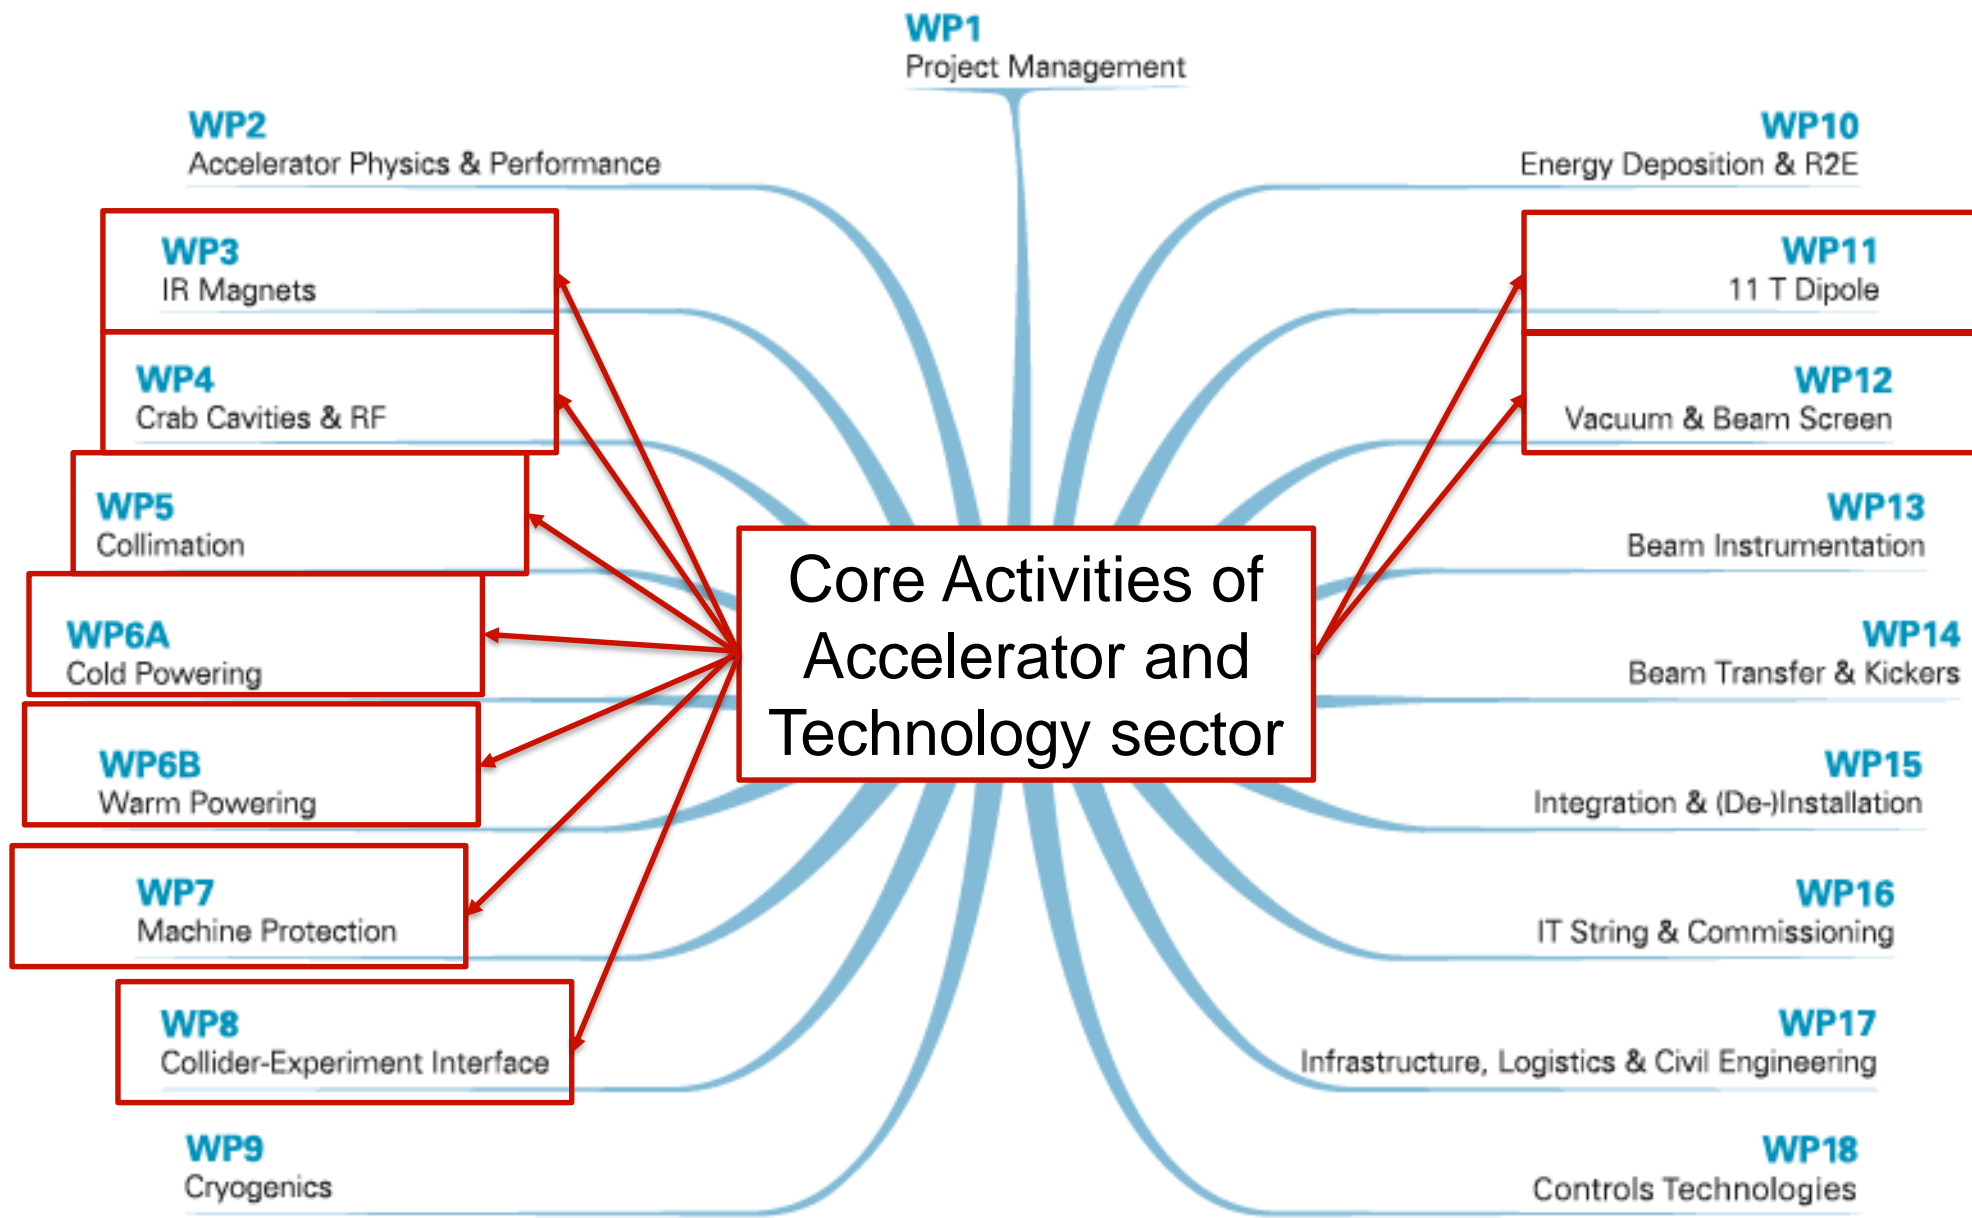 WP1
Project Management
WP2
Accelerator Physics & Performance
WP3
IR Magnets
WP4
Crab Cavities & RF
WP5
Collimation
WP6A
Cold Powering
WP6B
Warm Powering
WP7
Machine Protection
WP8
Collider-Experiment Interface
WP9
Cryogenics
Core Activities of
Accelerator and
Technology sector
WP10
Energy Deposition & R2E
WP11
11 T Dipole
WP12
Vacuum & Beam Screen
WP13
Beam Instrumentation
WP14
Beam Transfer & Kickers
WP15
Integration & (De-)Installation
WP16
IT String & Commissioning
WP17
Infrastructure, Logistics & Civil Engineering
WP18
Controls Technologies